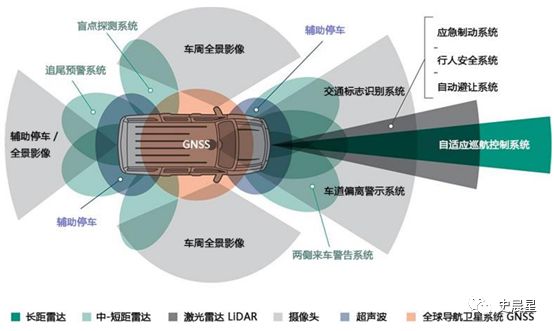 盲点探测系统
车周全景影像
辅助停车
应急制动系统
行人安全系统
自动避让系统
追尾预警系统
交通标志识别系统
辅助停车 /
全景影像
GNSS
自适应巡航控制系统
辅助停车
车道偏离警示系统
车周全景影像
两侧来车警告系统
史晨星
长距雷达
中-短距雷达
激光雷达 LiDAR
摄像头
超声波
全球导航卫星系统 GNSS